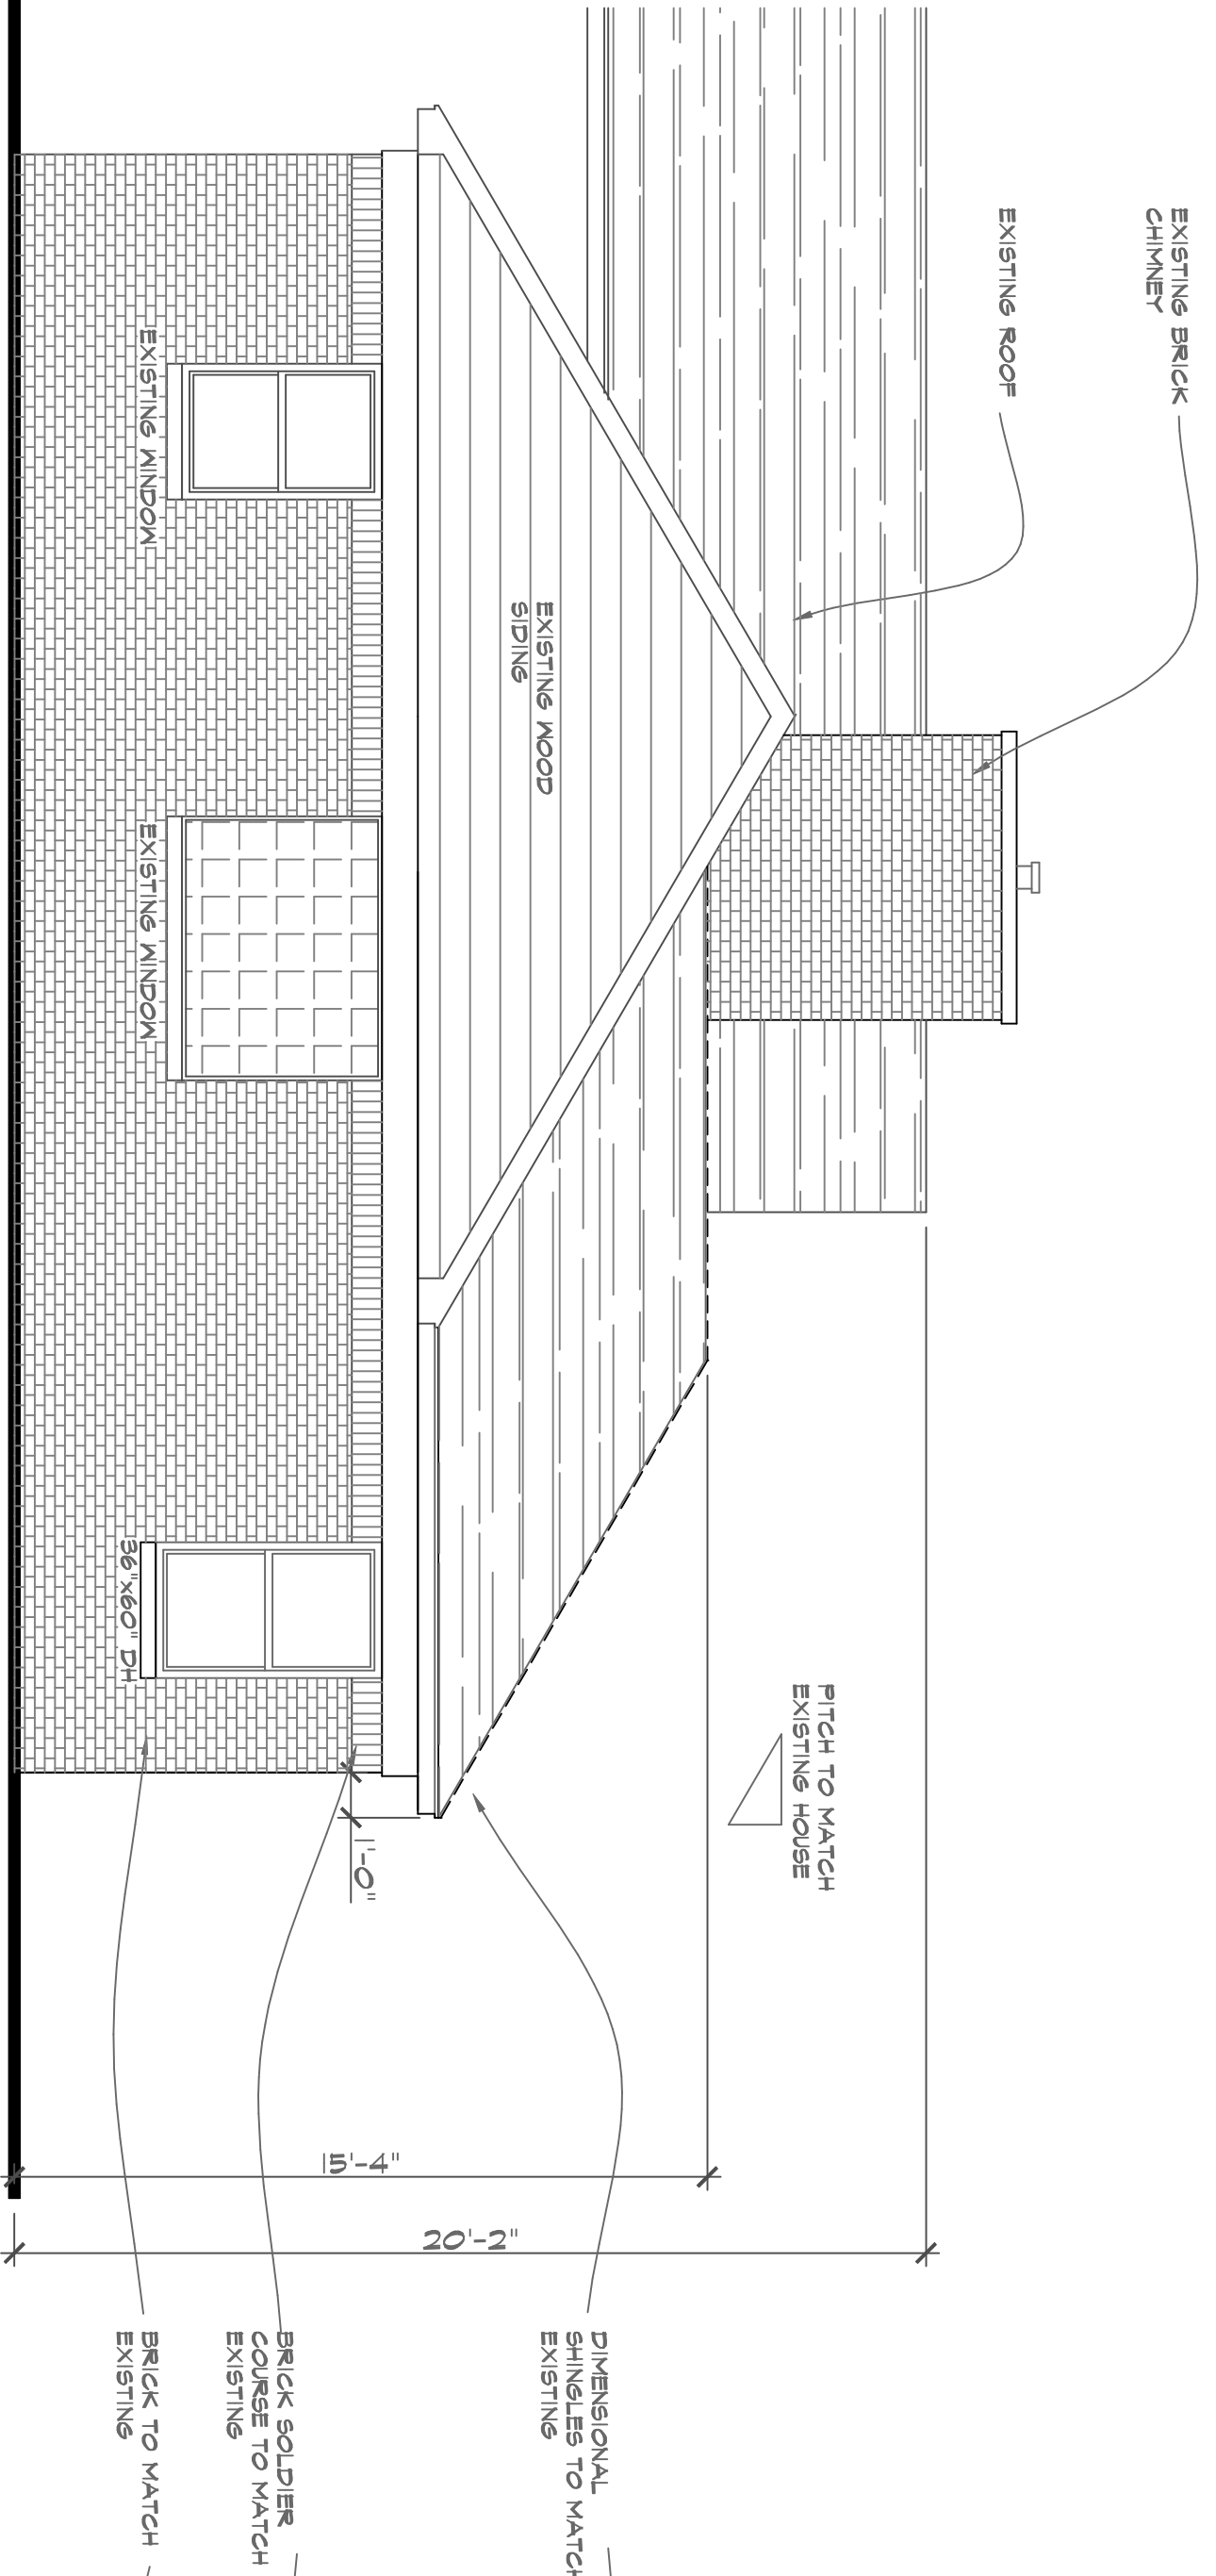 EXISTING BRICK
CHIMNEY
EXISTING ROOF
PITCH TO MATCH
EXISTING HOUSE
EXISTING WOOD
SIDING
EXISTING WINDOW
EXISTING WINDOW
36"x60" DH
1'-0"
15'-4"
20'-2"
DIMENSIONAL
SHINGLES TO MATCH
EXISTING
BRICK SOLDIER
COURSE TO MATCH
EXISTING
BRICK TO MATCH
EXISTING